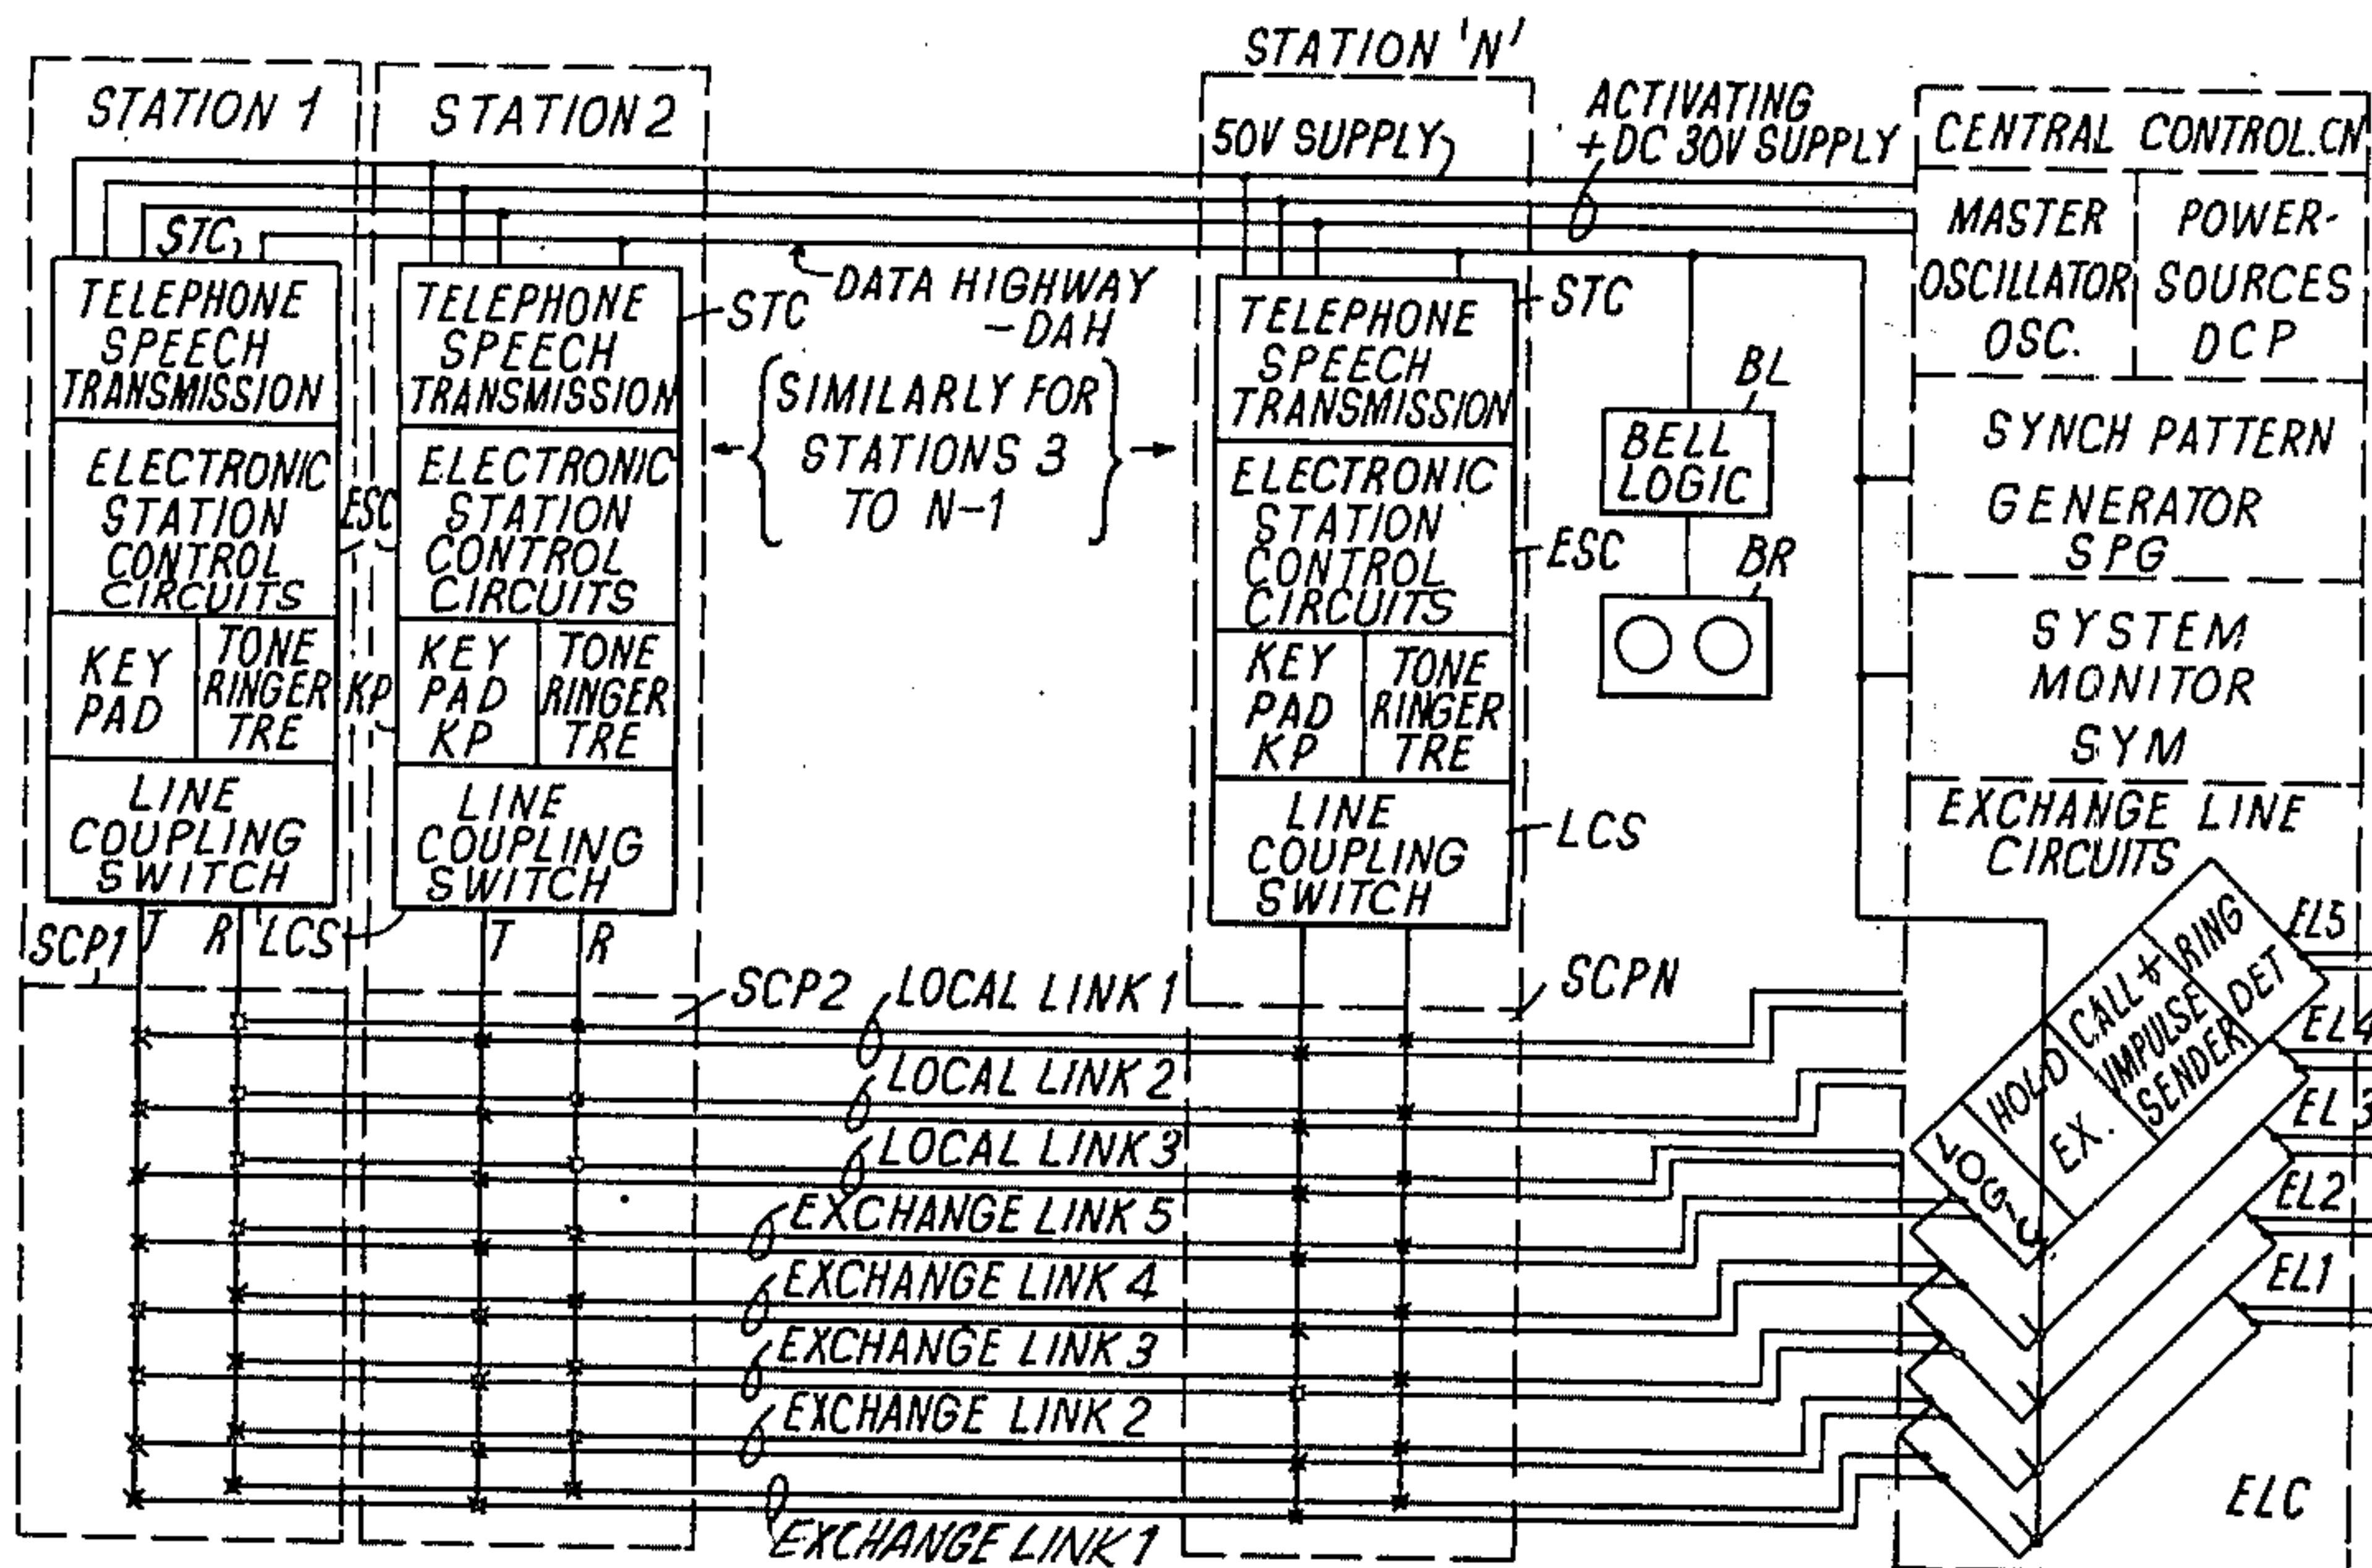 STATION 1
STATION 2
STATION 'N'
50V SUPPLY
ACTIVATING
+DC 30V SUPPLY
CENTRAL CONTROL.CN
MASTER
OSCILLATOR
OSC.
POWER-
SOURCES
DCP
SYNCH PATTERN
GENERATOR
SPG
SYSTEM
MONITOR
SYM
EXCHANGE LINE
CIRCUITS
STC
TELEPHONE
SPEECH
TRANSMISSION
ELECTRONIC
STATION
CONTROL
CIRCUITS
ESC
KEY
PAD
TONE
RINGER
TRE
KP
LINE
COUPLING
SWITCH
TELEPHONE
SPEECH
TRANSMISSION
STC
ELECTRONIC
STATION
CONTROL
CIRCUITS
KEY
PAD
KP
TONE
RINGER
TRE
LINE
COUPLING
SWITCH
DATA HIGHWAY
-DAH
SIMILARLY FOR
STATIONS 3
TO N-1
TELEPHONE
SPEECH
TRANSMISSION
STC
ELECTRONIC
STATION
CONTROL
CIRCUITS
ESC
KEY
PAD
KP
TONE
RINGER
TRE
LINE
COUPLING
SWITCH
LCS
BL
BELL
LOGIC
BR
SCP1
T
R
LCS
T
R
SCP2
SCPN
LOCAL LINK 1
LOCAL LINK 2
LOCAL LINK 3
EXCHANGE LINK 5
EXCHANGE LINK 4
EXCHANGE LINK 3
EXCHANGE LINK 2
EXCHANGE LINK 1
LOGIC
HOLD
EX.
CALL &
IMPULSE
SENDER
RING
DET
EL5
EL4
EL3
EL2
EL1
ELC